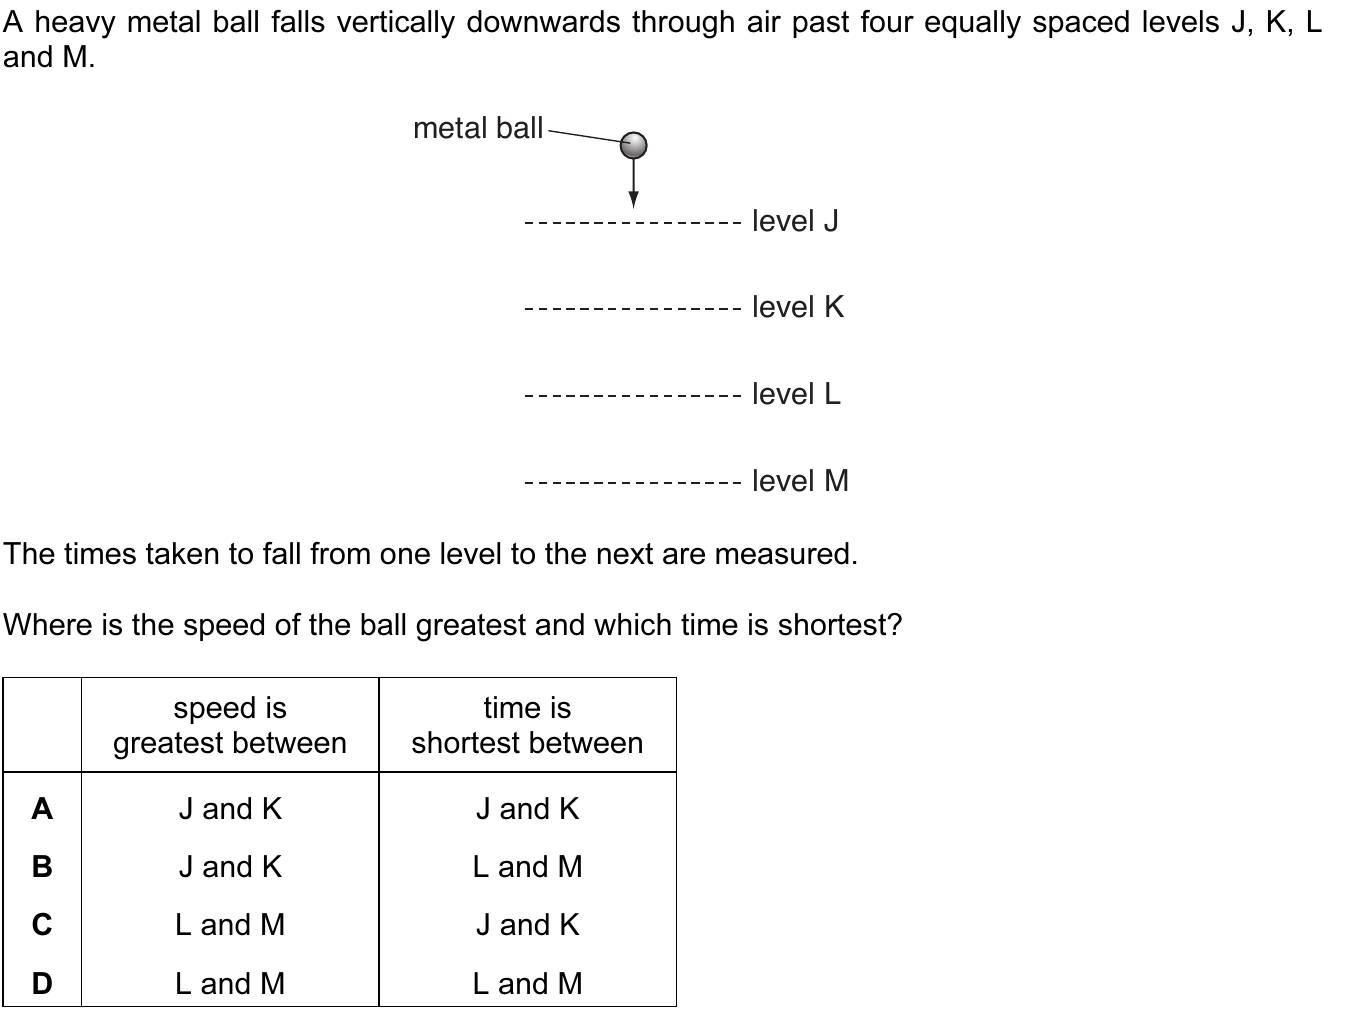 A heavy metal ball falls vertically downwards through air past four equally spaced levels J, K, L
and M.
metal ball
level J
level K
level L
level M
The times taken to fall from one level to the next are measured.
Where is the speed of the ball greatest and which time is shortest?
speed is greatest between time is shortest between
A J and K J and K
B J and K L and M
C L and M J and K
D L and M L and M